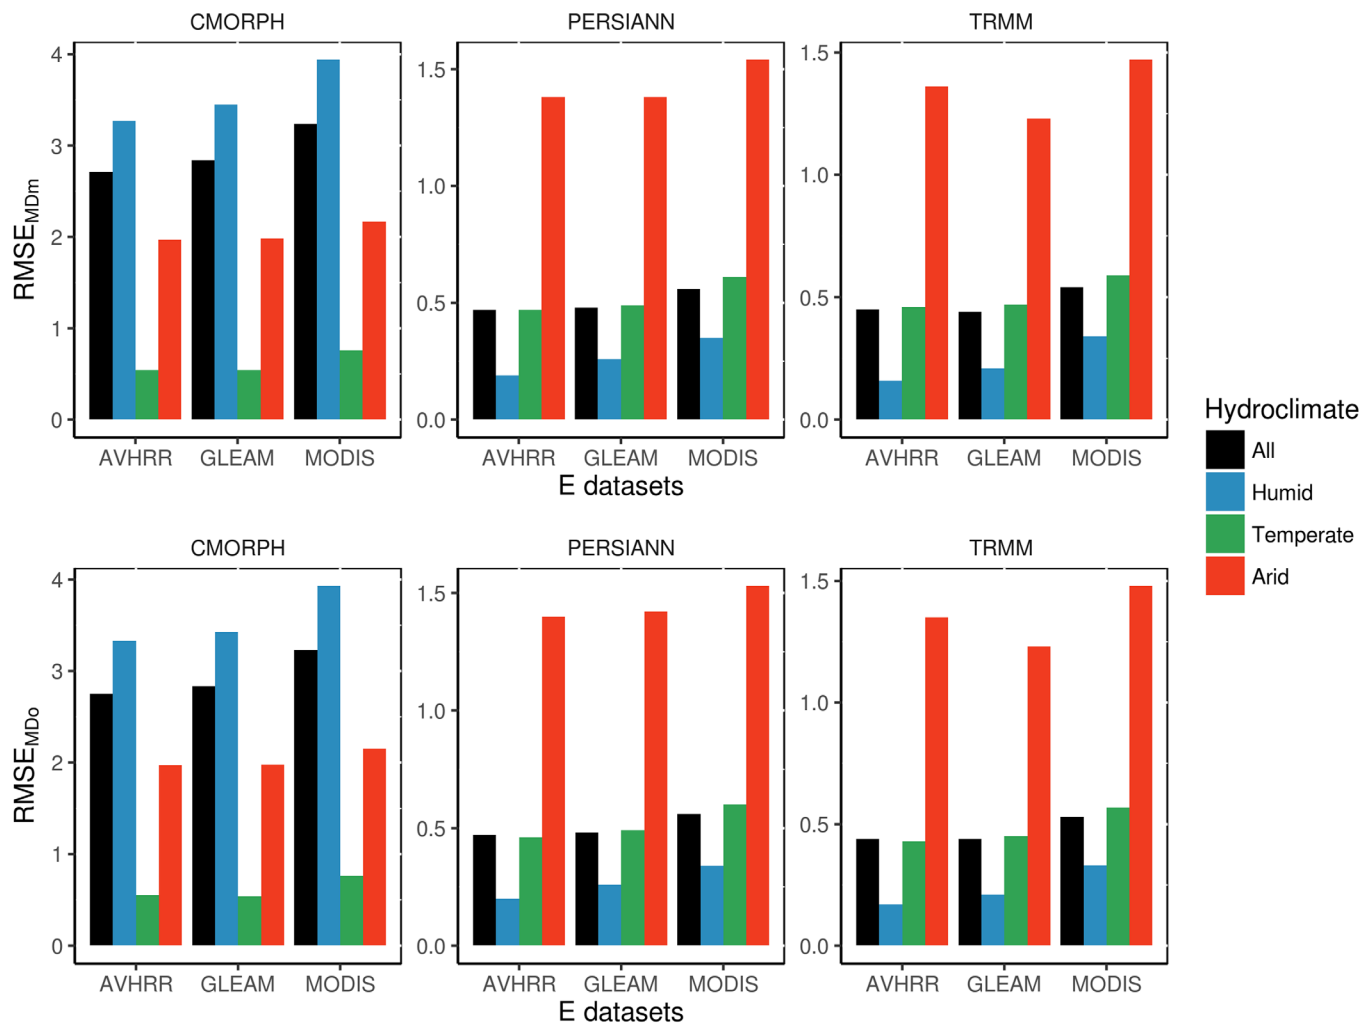 CMORPH PERSIANN TRMM
4
3
2
1
0
1.5
1.0
0.5
0.0
1.5
1.0
0.5
0.0
RMSE_MDm
AVHRR GLEAM MODIS AVHRR GLEAM MODIS AVHRR GLEAM MODIS
E datasets
Hydroclimate
All
Humid
Temperate
Arid
CMORPH PERSIANN TRMM
4
3
2
1
0
1.5
1.0
0.5
0.0
1.5
1.0
0.5
0.0
RMSE_MDo
AVHRR GLEAM MODIS AVHRR GLEAM MODIS AVHRR GLEAM MODIS
E datasets